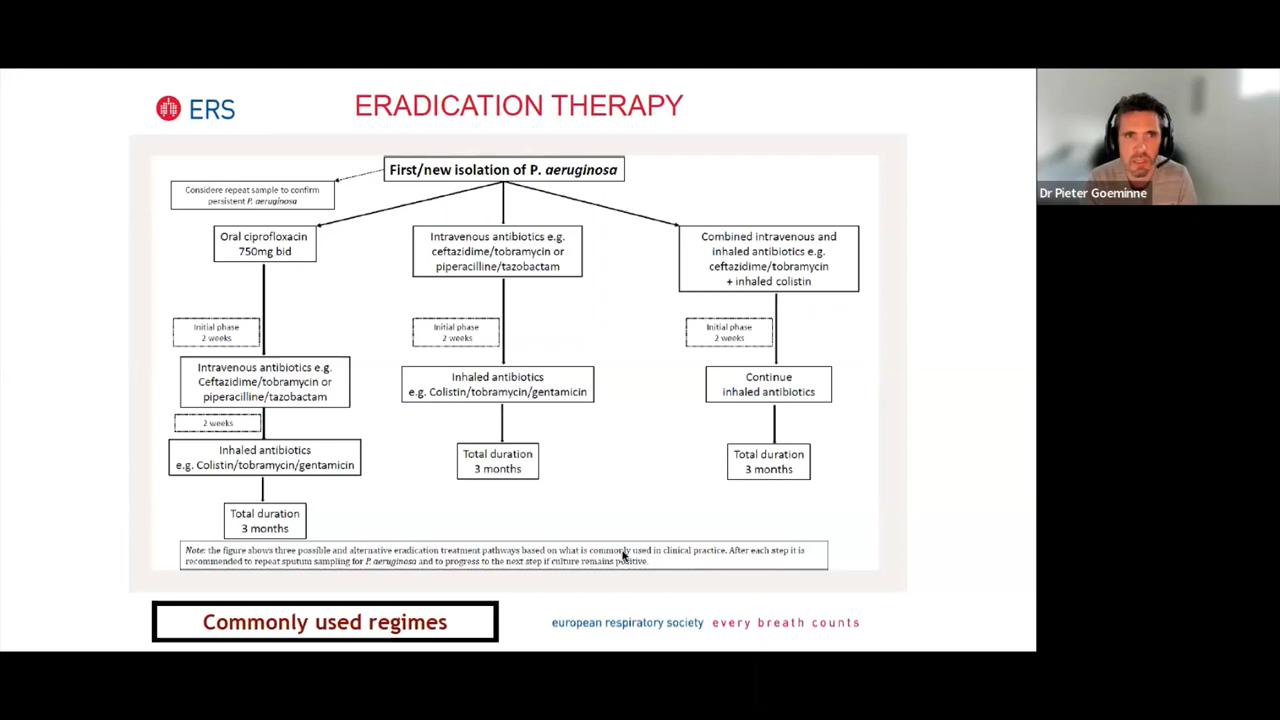 ERS
ERADICATION THERAPY
First/new isolation of P. aeruginosa
Considere repeat sample to confirm
persistent P. aeruginosa
Oral ciprofloxacin
750mg bid
Initial phase
2 weeks
Intravenous antibiotics e.g.
Ceftazidime/tobramycin or
piperacilline/tazobactam
2 weeks
Inhaled antibiotics
e.g. Colistin/tobramycin/gentamicin
Total duration
3 months
Intravenous antibiotics e.g.
ceftazidime/tobramycin or
piperacilline/tazobactam
Initial phase
2 weeks
Inhaled antibiotics
e.g. Colistin/tobramycin/gentamicin
Total duration
3 months
Combined intravenous and
inhaled antibiotics e.g.
ceftazidime/tobramycin
+ inhaled colistin
Initial phase
2 weeks
Continue
inhaled antibiotics
Total duration
3 months
Note: the figure shows three possible and alternative eradication treatment pathways based on what is commonly used in clinical practice. After each step it is
recommended to repeat sputum sampling for P. aeruginosa and to progress to the next step if culture remains positive.
Commonly used regimes
european respiratory society every breath counts
Dr Pieter Goeminne